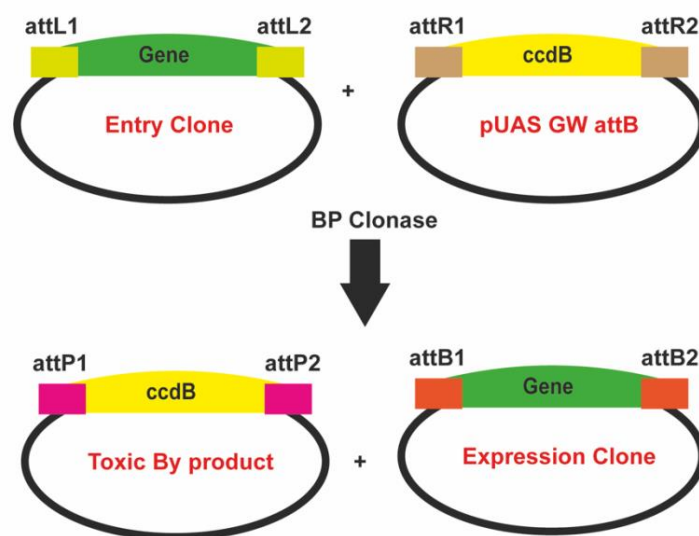 attL1 attL2 attR1 attR2
Gene ccdB
Entry Clone + pUAS GW attB
BP Clonase
attP1 attP2 attB1 attB2
ccdB Gene
Toxic By product + Expression Clone